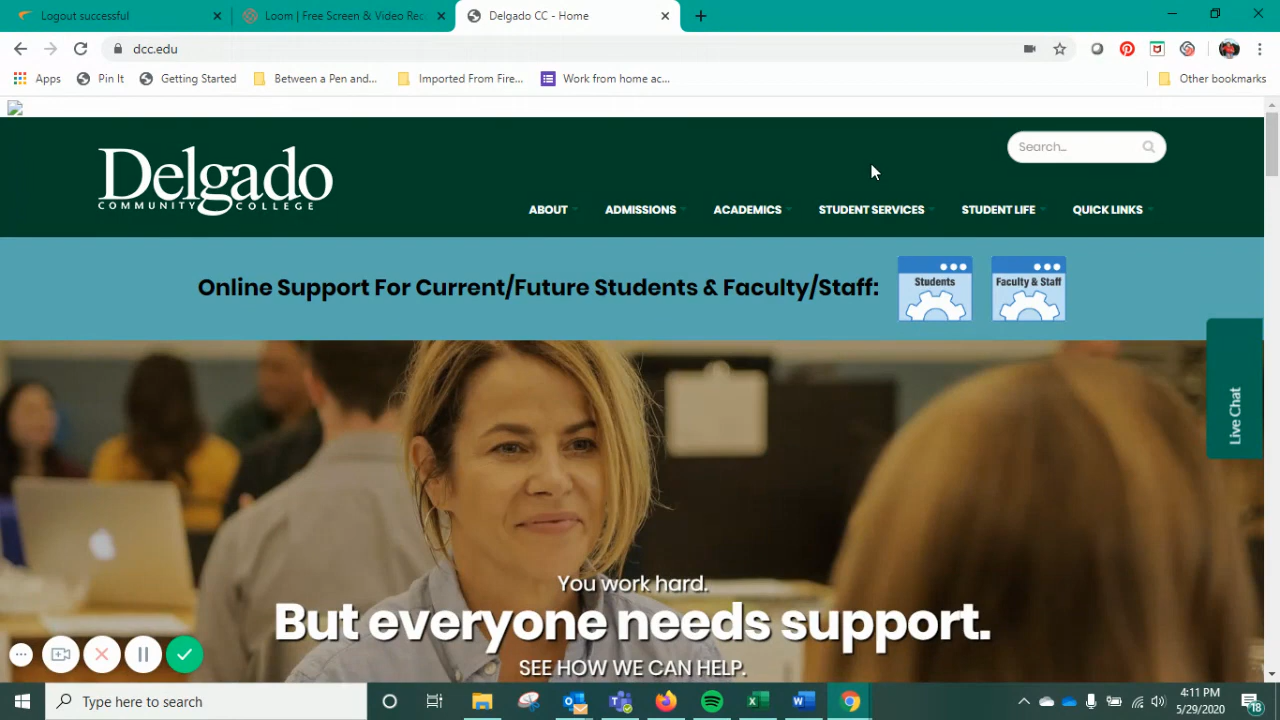 Logout successful
Loom | Free Screen & Video Rec
Delgado CC - Home
dcc.edu
Apps
Pin It
Getting Started
Between a Pen and...
Imported From Fire...
Work from home ac...
Other bookmarks
Delgado
COMMUNITY COLLEGE
Search...
ABOUT
ADMISSIONS
ACADEMICS
STUDENT SERVICES
STUDENT LIFE
QUICK LINKS
Online Support For Current/Future Students & Faculty/Staff:
Students
Faculty & Staff
Live Chat
You work hard.
But everyone needs support.
SEE HOW WE CAN HELP.
Type here to search
4:11 PM
5/29/2020
18